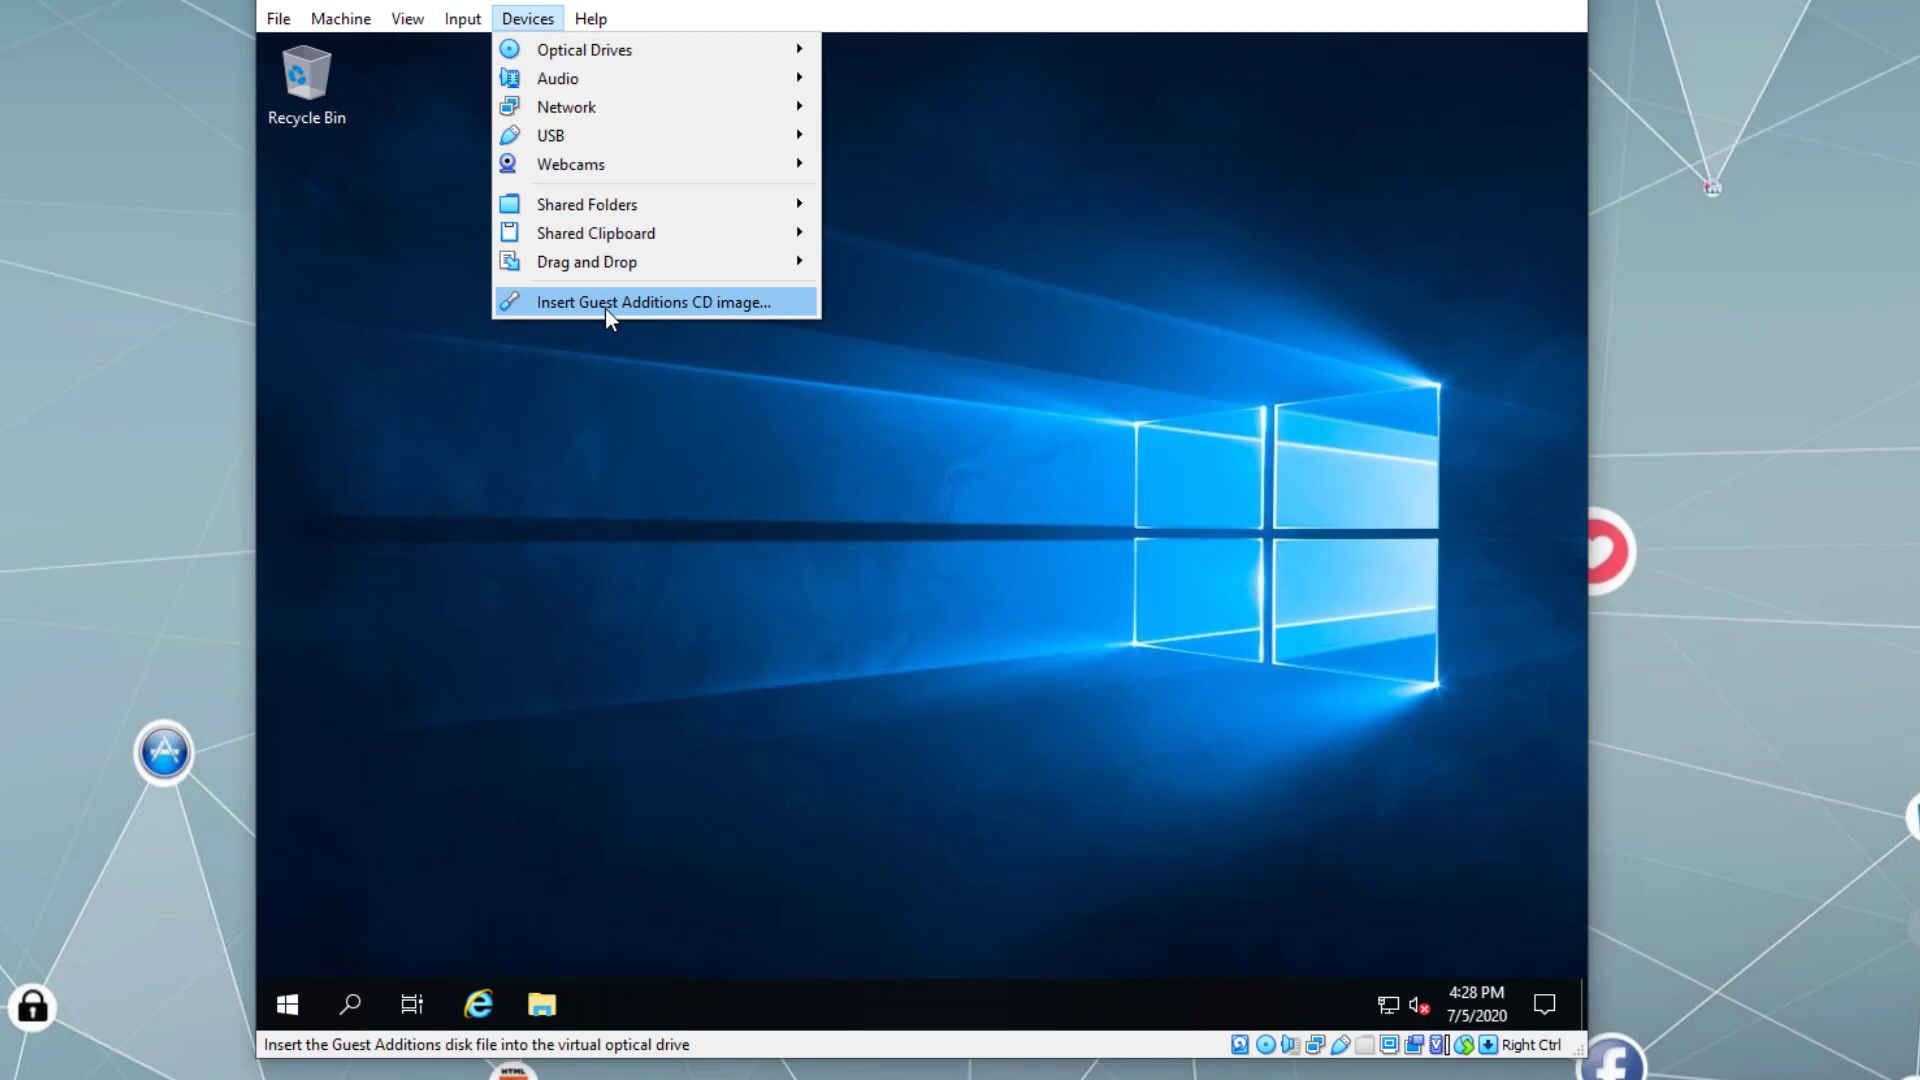 File Machine View Input Devices Help
Optical Drives
Audio
Network
USB
Webcams
Shared Folders
Shared Clipboard
Drag and Drop
Insert Guest Additions CD image...
Recycle Bin
4:28 PM
7/5/2020
Insert the Guest Additions disk file into the virtual optical drive
Right Ctrl
HTML